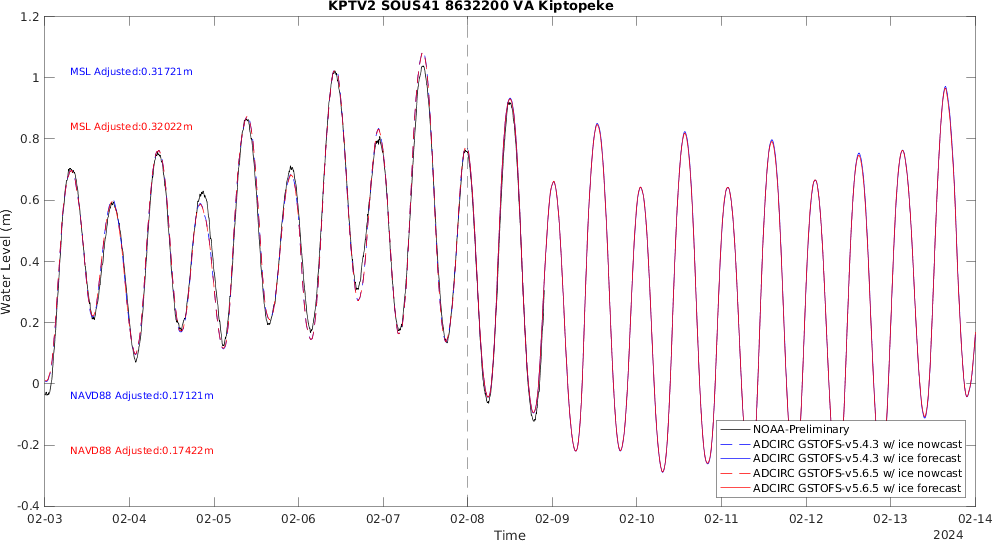 KPTV2 SOUS41 8632200 VA Kiptopeke
1.2
1
0.8
0.6
0.4
0.2
0
-0.2
-0.4
Water Level (m)
MSL Adjusted:0.31721m
MSL Adjusted:0.32022m
NAVD88 Adjusted:0.17121m
NAVD88 Adjusted:0.17422m
NOAA-Preliminary
ADCIRC GSTOFS-v5.4.3 w/ ice nowcast
ADCIRC GSTOFS-v5.4.3 w/ ice forecast
ADCIRC GSTOFS-v5.6.5 w/ ice nowcast
ADCIRC GSTOFS-v5.6.5 w/ ice forecast
02-03 02-04 02-05 02-06 02-07 02-08 02-09 02-10 02-11 02-12 02-13 02-14
Time
2024